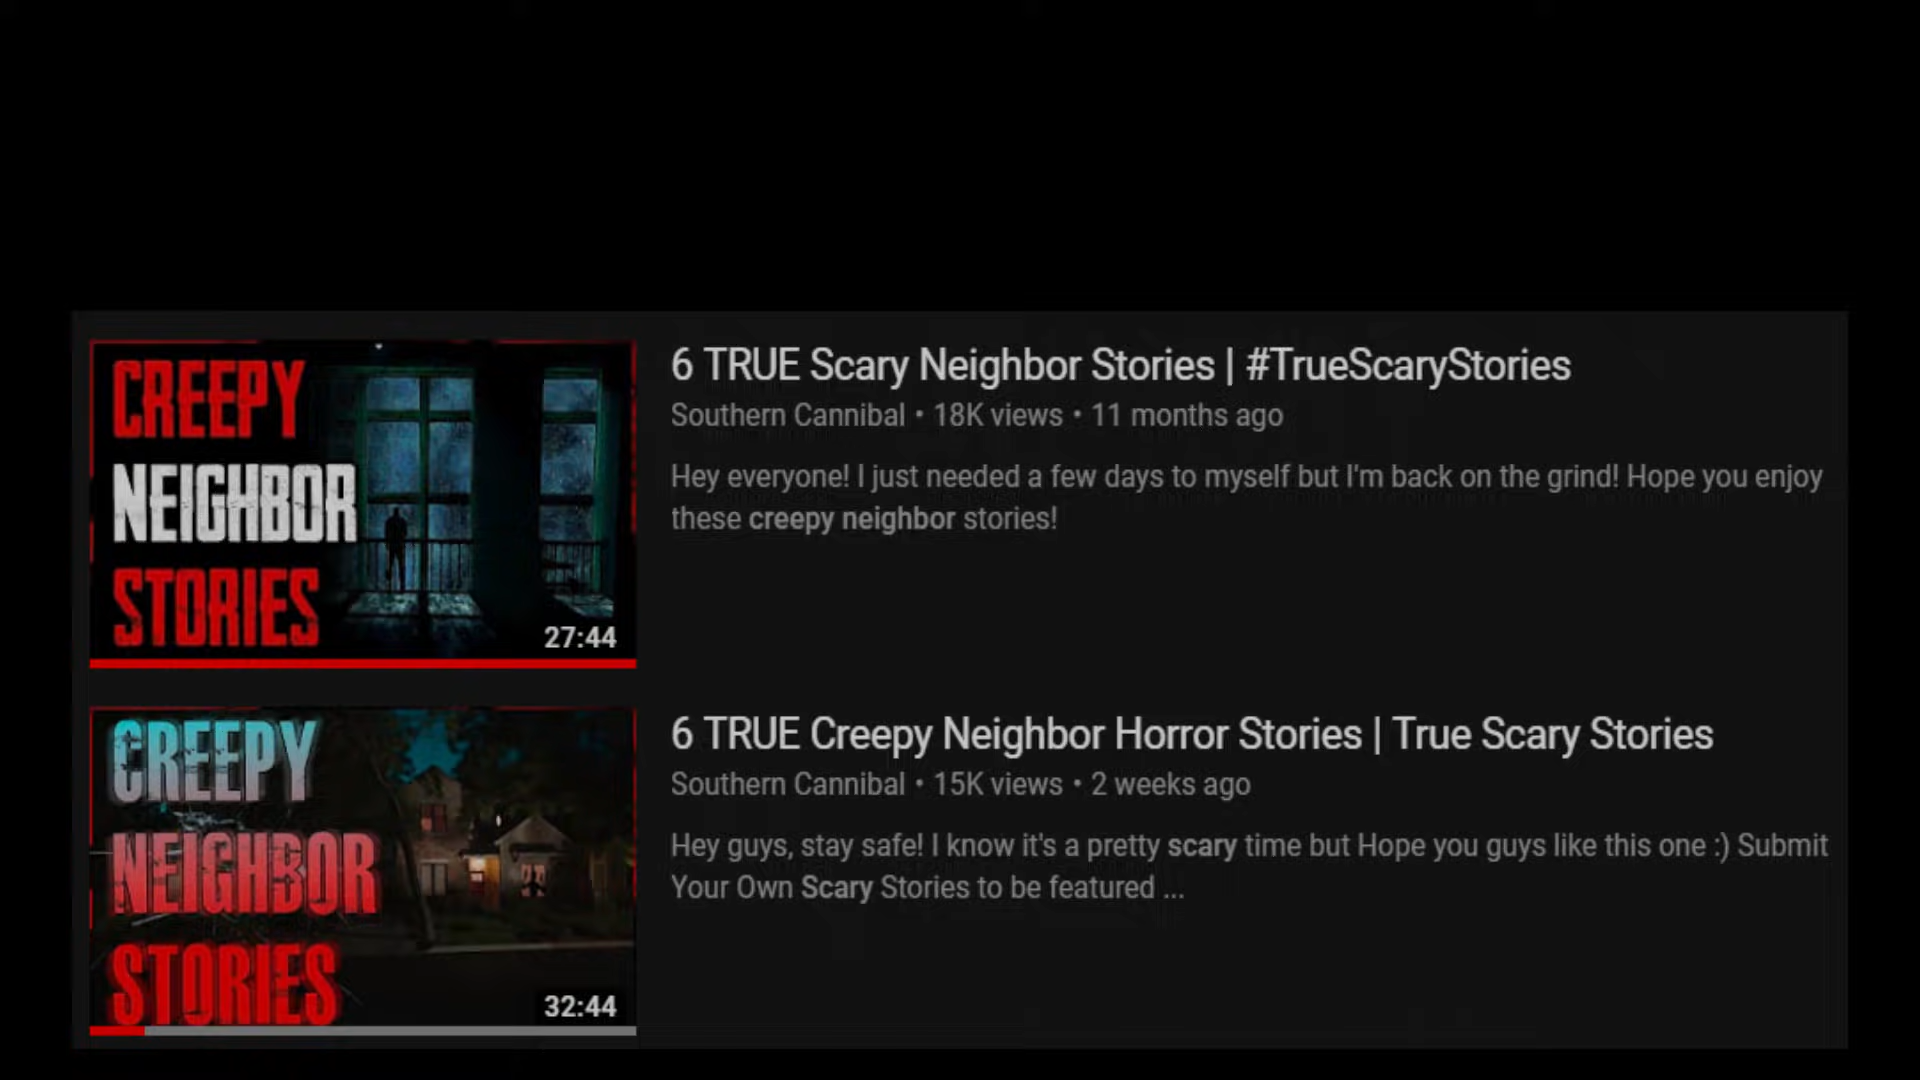 CREEPY
NEIGHBOR
STORIES
27:44
6 TRUE Scary Neighbor Stories | #TrueScaryStories
Southern Cannibal • 18K views • 11 months ago
Hey everyone! I just needed a few days to myself but I'm back on the grind! Hope you enjoy
these creepy neighbor stories!
CREEPY
NEIGHBOR
STORIES
32:44
6 TRUE Creepy Neighbor Horror Stories | True Scary Stories
Southern Cannibal • 15K views • 2 weeks ago
Hey guys, stay safe! I know it's a pretty scary time but Hope you guys like this one :) Submit
Your Own Scary Stories to be featured ...